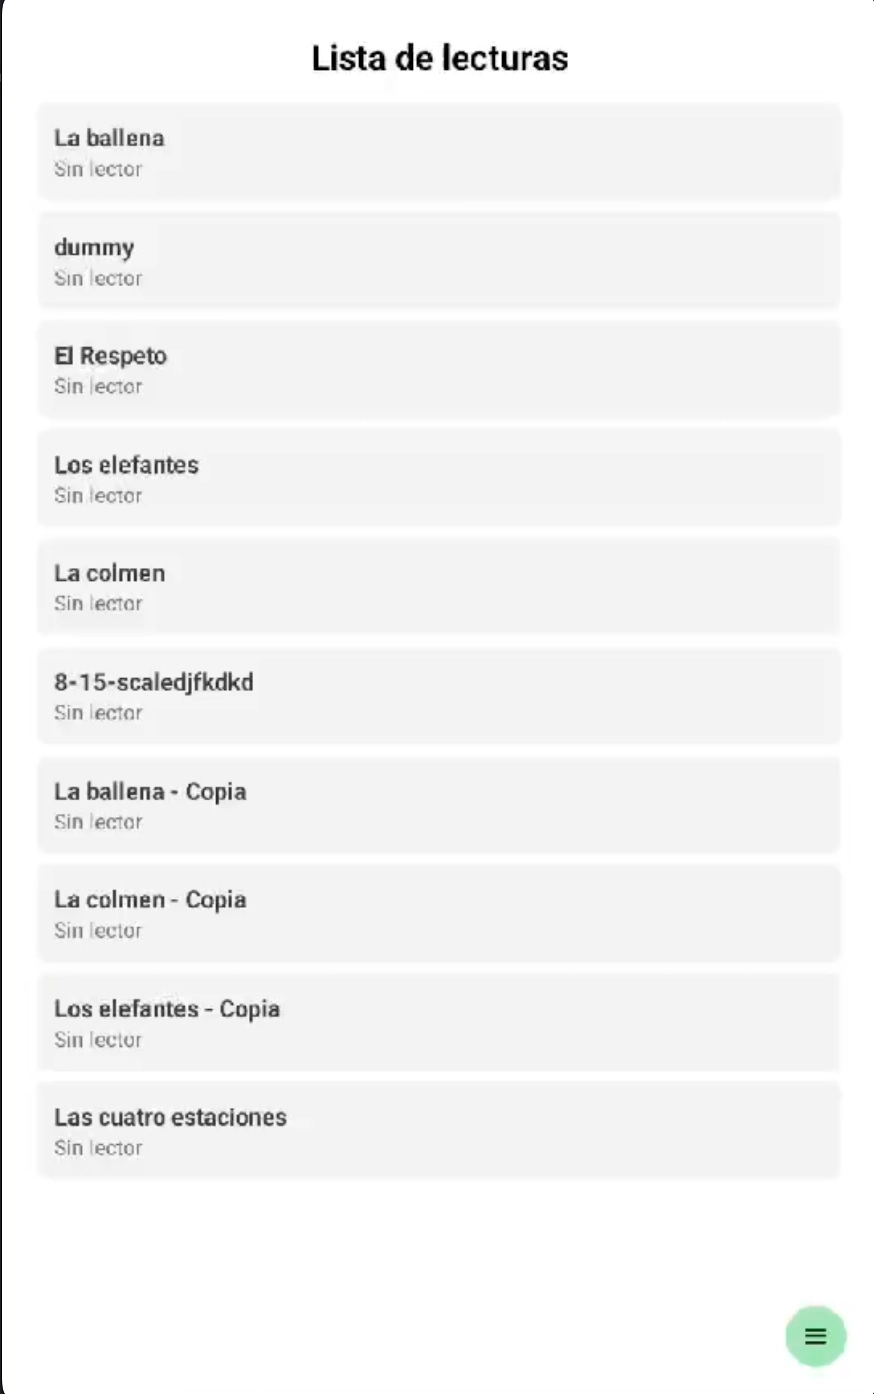 Lista de lecturas
La ballena
Sin lector
dummy
Sin lector
El Respeto
Sin lector
Los elefantes
Sin lector
La colmen
Sin lector
8-15-scaledjfkdkd
Sin lector
La ballena - Copia
Sin lector
La colmen - Copia
Sin lector
Los elefantes - Copia
Sin lector
Las cuatro estaciones
Sin lector